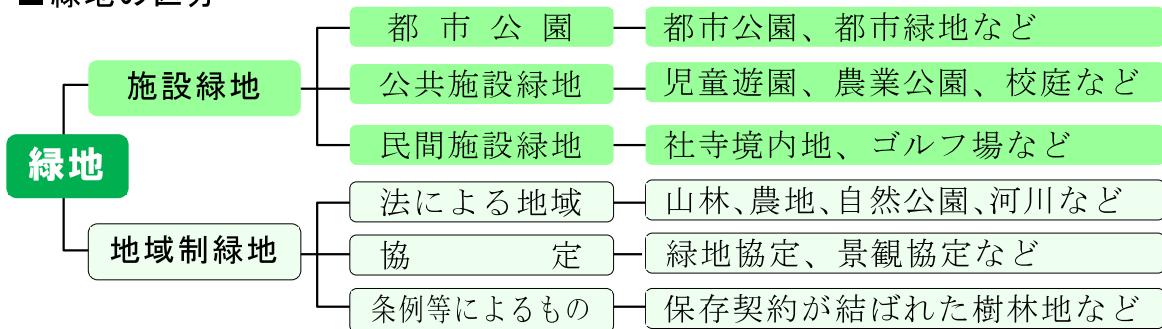 ■緑地の区分
都市公園 都市公園、都市緑地など
施設緑地 公共施設緑地 児童遊園、農業公園、校庭など
民間施設緑地 社寺境内地、ゴルフ場など
緑地
法による地域 山林、農地、自然公園、河川など
地域制緑地 協定 緑地協定、景観協定など
条例等によるもの 保存契約が結ばれた樹林地など